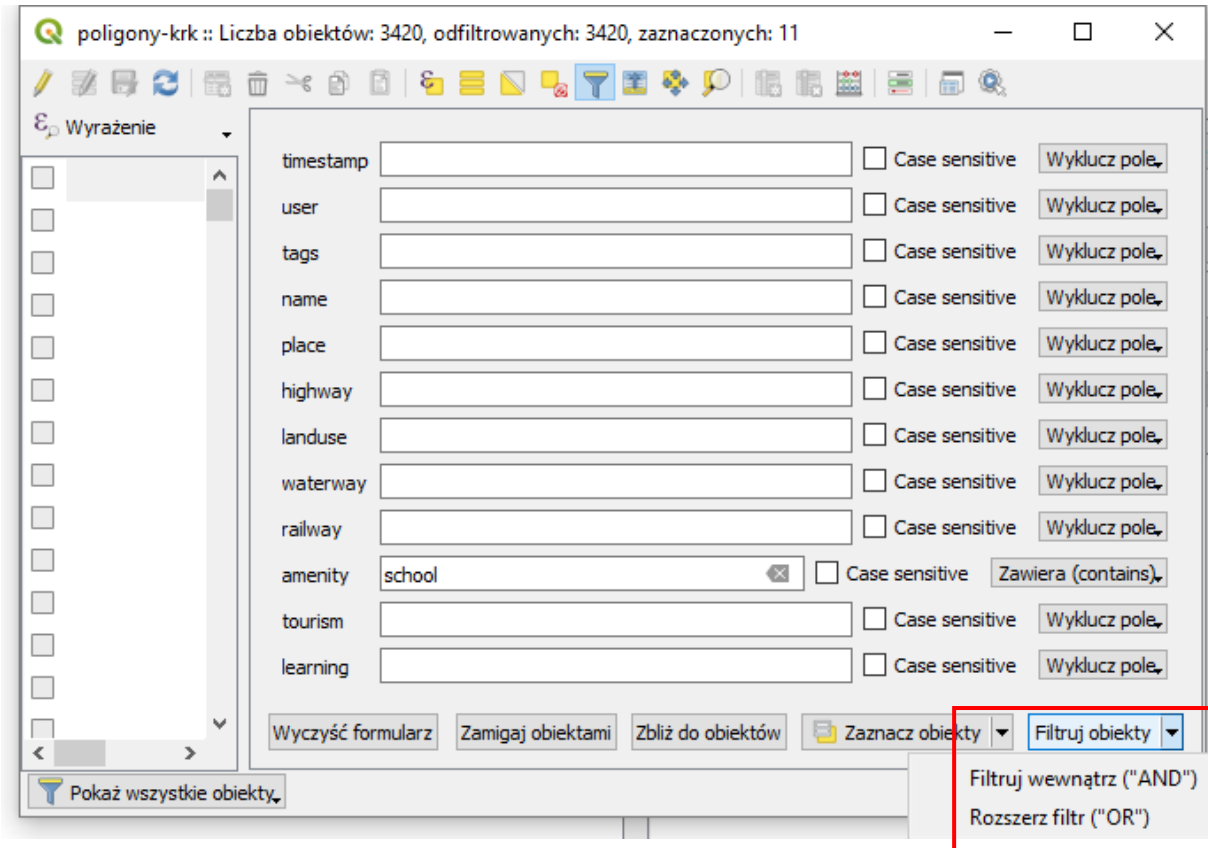 poligony-krk :: Liczba obiektów: 3420, odfiltrowanych: 3420, zaznaczonych: 11
Wyrażenie
timestamp Case sensitive Wyklucz pole
user Case sensitive Wyklucz pole
tags Case sensitive Wyklucz pole
name Case sensitive Wyklucz pole
place Case sensitive Wyklucz pole
highway Case sensitive Wyklucz pole
landuse Case sensitive Wyklucz pole
waterway Case sensitive Wyklucz pole
railway Case sensitive Wyklucz pole
amenity school Case sensitive Zawiera (contains)
tourism Case sensitive Wyklucz pole
learning Case sensitive Wyklucz pole
Wyczyść formularz Zamigaj obiektami Zbliż do obiektów Zaznacz obiekty Filtruj obiekty
Filtruj wewnątrz ("AND")
Pokaż wszystkie obiekty
Rozszerz filtr ("OR")